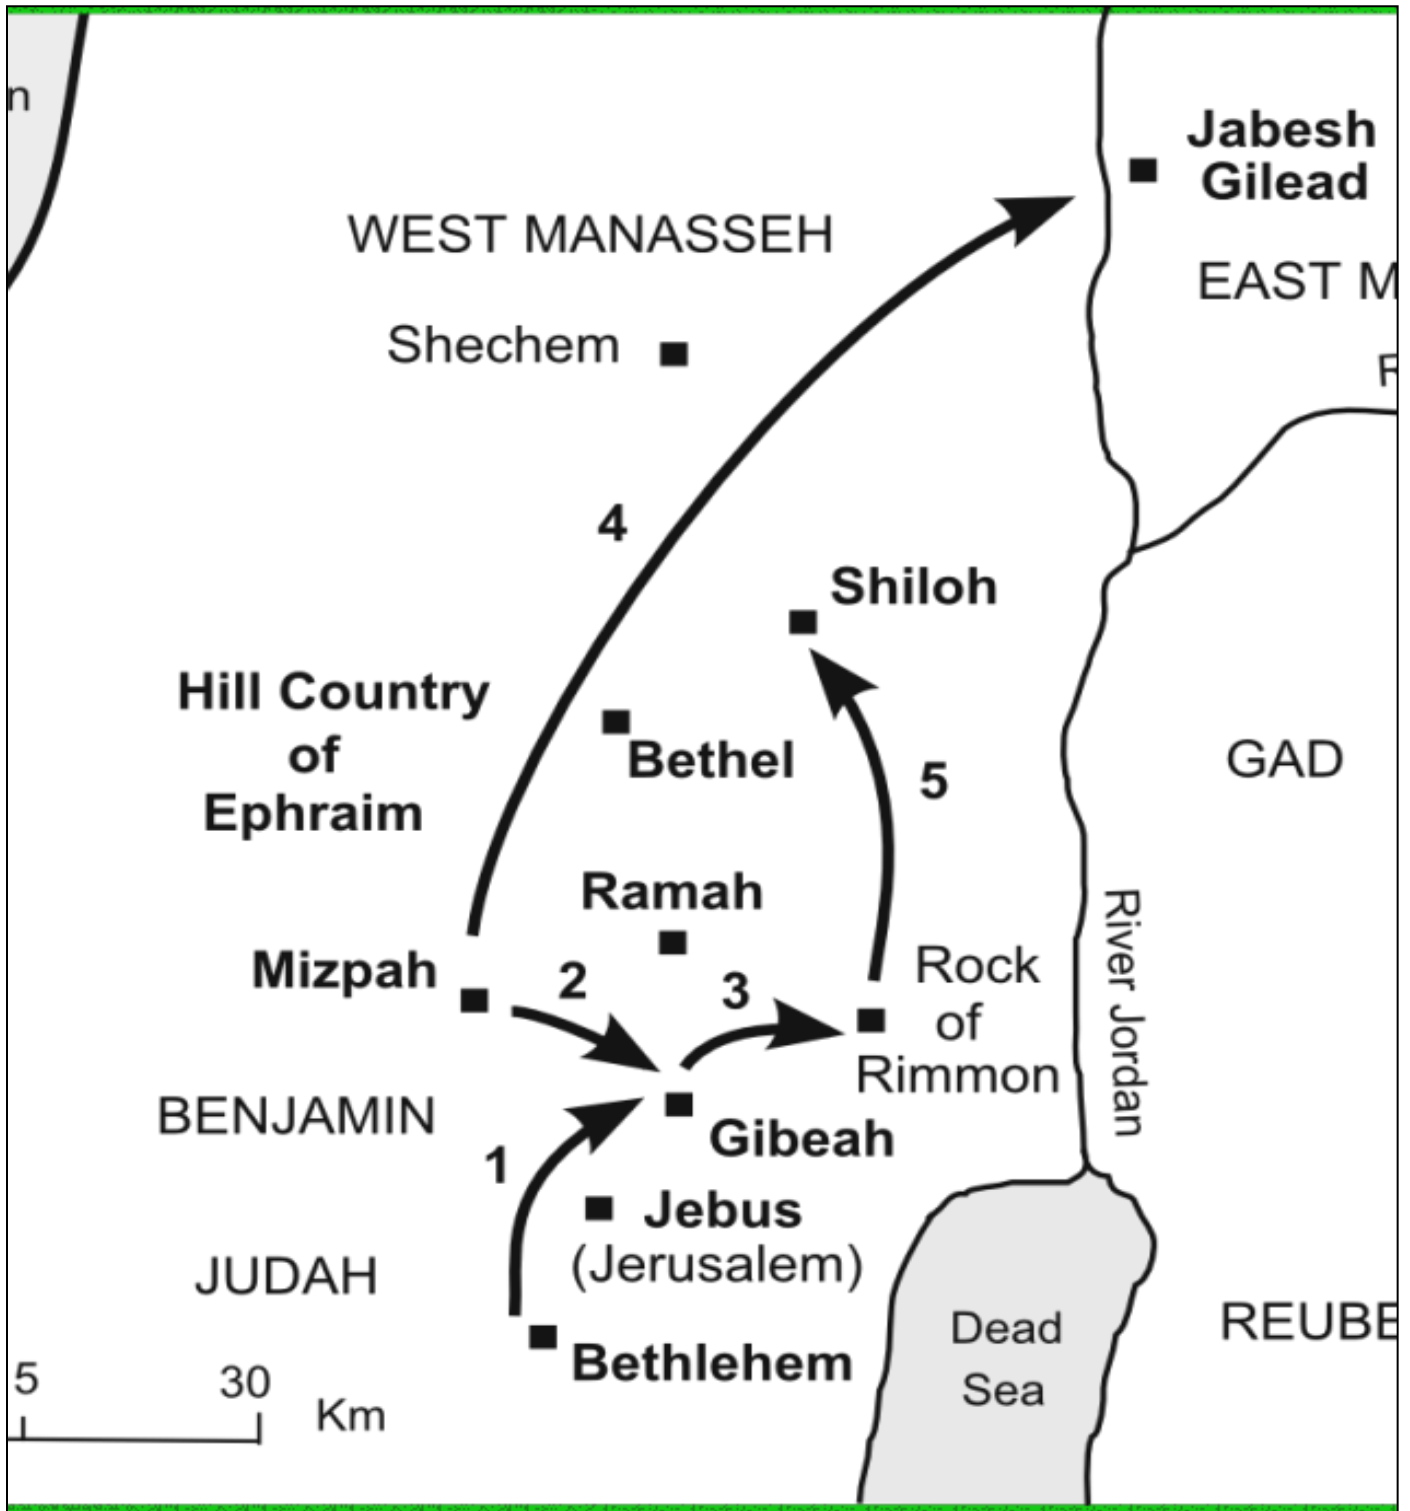 n
Jabesh
Gilead
WEST MANASSEH
EAST M
Shechem
R
4
Shiloh
Hill Country
of
Ephraim
Bethel
5
GAD
Ramah
River Jordan
Mizpah
2
3
Rock
of
Rimmon
BENJAMIN
Gibeah
1
Jebus
(Jerusalem)
JUDAH
Dead
Sea
REUBE
Bethlehem
5
30
Km